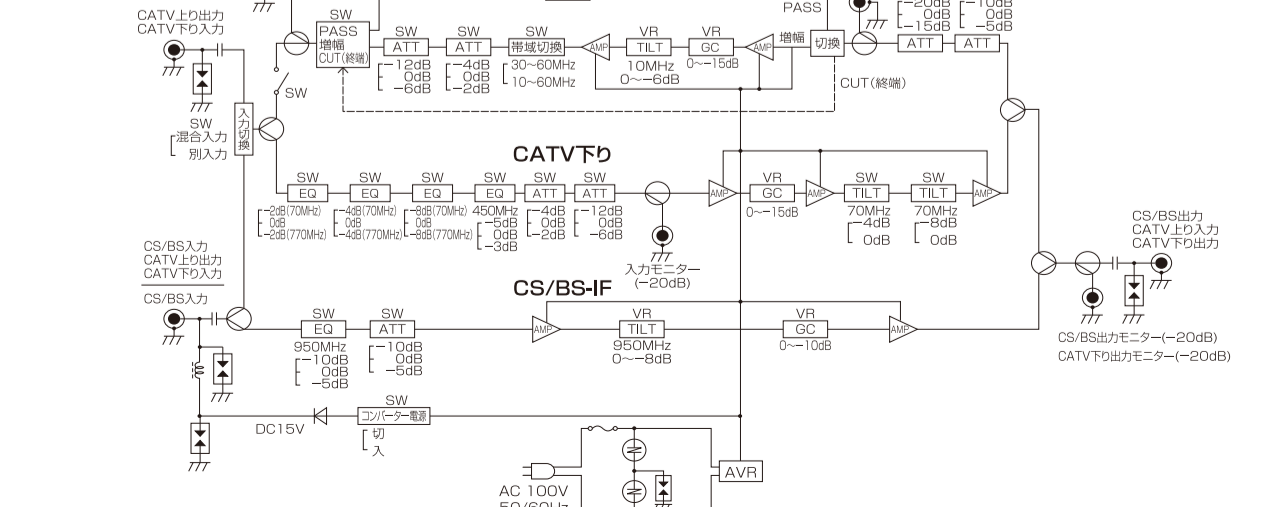 CATV上り出力
CATV下り入力
SW
PASS
増幅
CUT(終端)
SW
ATT
−12dB
0dB
−6dB
SW
ATT
−4dB
0dB
−2dB
SW
帯域切換
30〜60MHz
10〜60MHz
AMP
VR
TILT
10MHz
0〜−6dB
VR
GC
0〜−15dB
AMP
増幅
PASS
切換
CUT(終端)
−20dB
0dB
−15dB
ATT
−10dB
0dB
−5dB
ATT
SW
SW
混合入力
別入力
入力切換
CATV下り
SW
EQ
−2dB(70MHz)
0dB
−2dB(770MHz)
SW
EQ
−4dB(70MHz)
0dB
−4dB(770MHz)
SW
EQ
−8dB(70MHz)
0dB
−8dB(770MHz)
SW
EQ
450MHz
−5dB
0dB
−3dB
SW
ATT
−4dB
0dB
−2dB
SW
ATT
−12dB
0dB
−6dB
入力モニター
(−20dB)
AMP
VR
GC
0〜−15dB
AMP
SW
TILT
70MHz
−4dB
0dB
SW
TILT
70MHz
−8dB
0dB
AMP
CS/BS出力
CATV上り入力
CATV下り出力
CS/BS出力モニター(−20dB)
CATV下り出力モニター(−20dB)
CS/BS入力
CATV上り出力
CATV下り入力
CS/BS入力
CS/BS-IF
SW
EQ
950MHz
−10dB
0dB
−5dB
SW
ATT
−10dB
0dB
−5dB
AMP
VR
TILT
950MHz
0〜−8dB
VR
GC
0〜−10dB
AMP
DC15V
SW
コンバーター電源
切
入
AC 100V
50/60Hz
AVR